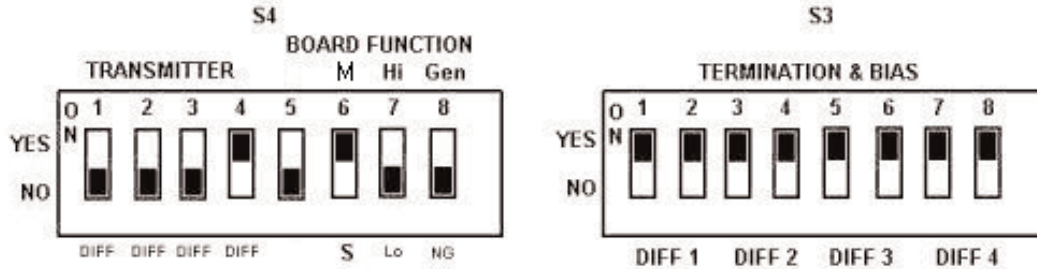 S4
BOARD FUNCTION
TRANSMITTER M Hi Gen
O 1 2 3 4 5 6 7 8
YES N
NO
DIFF DIFF DIFF DIFF S Lo NG
S3
TERMINATION & BIAS
O 1 2 3 4 5 6 7 8
YES N
NO
DIFF 1 DIFF 2 DIFF 3 DIFF 4